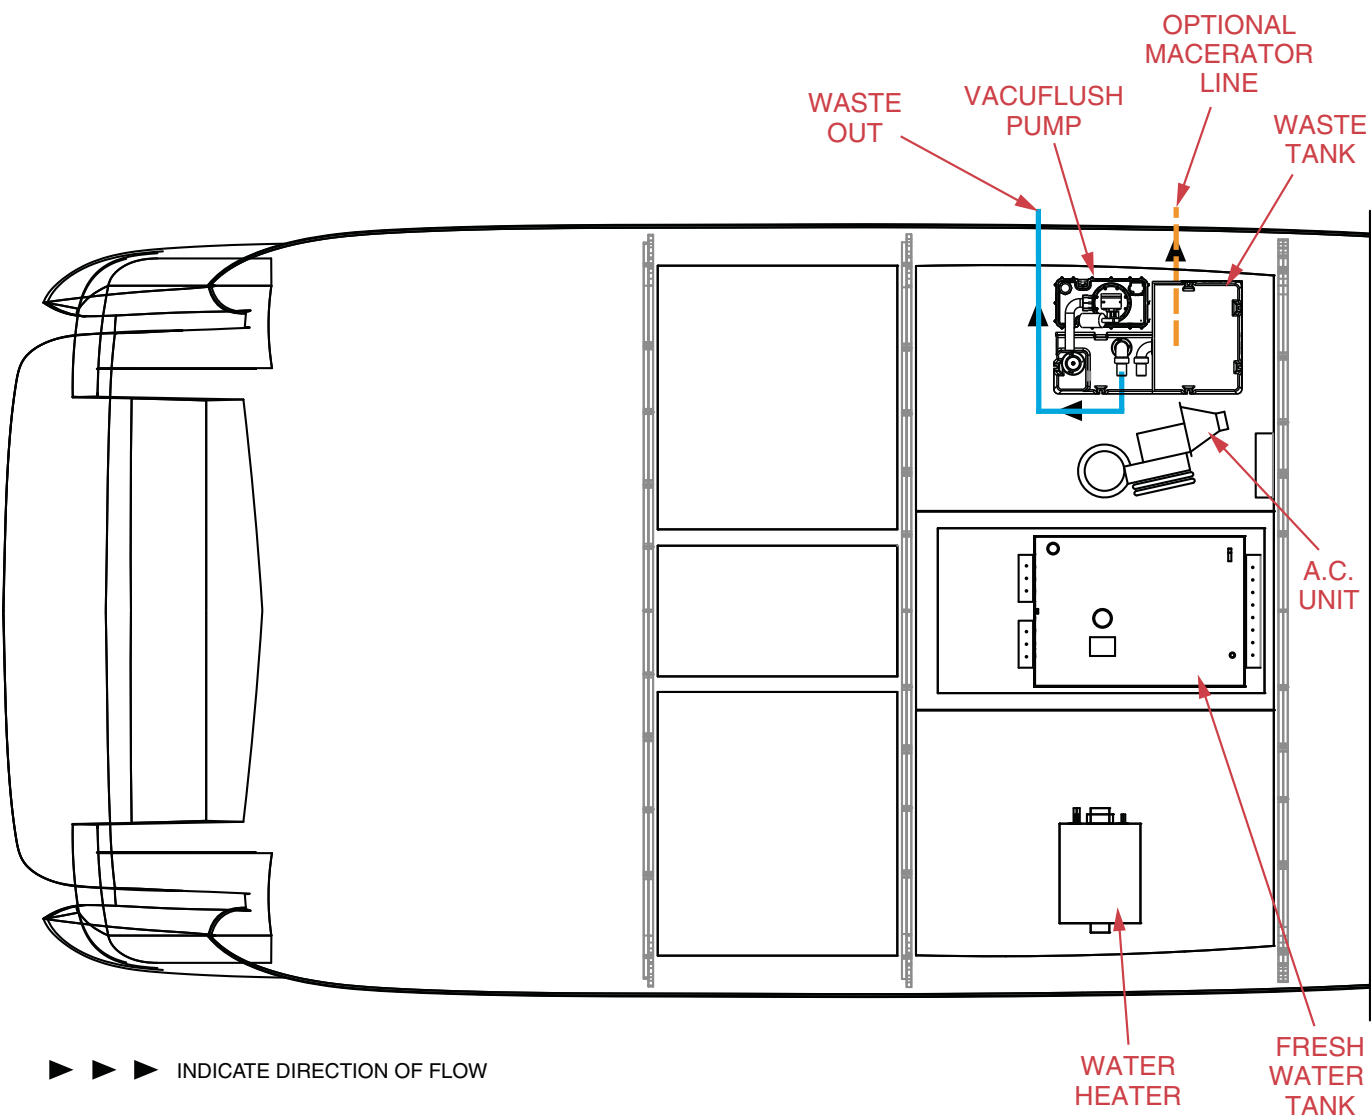 OPTIONAL
MACERATOR
LINE
WASTE
OUT
VACUFLUSH
PUMP
WASTE
TANK
A.C.
UNIT
WATER
HEATER
FRESH
WATER
TANK
INDICATE DIRECTION OF FLOW